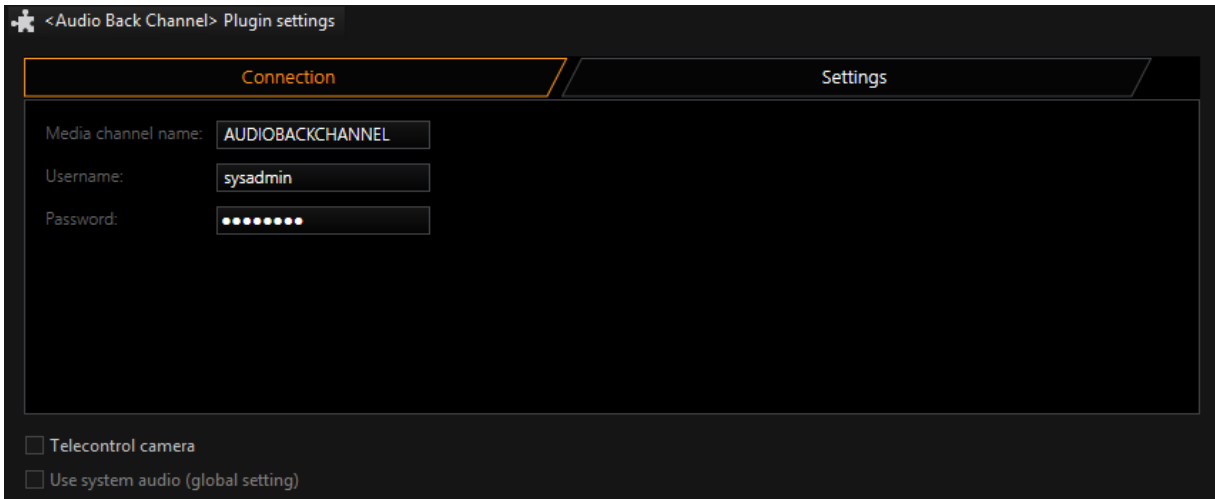 <Audio Back Channel> Plugin settings
Connection Settings
Media channel name: AUDIOBACKCHANNEL
Username: sysadmin
Password: ●●●●●●●●
Telecontrol camera
Use system audio (global setting)